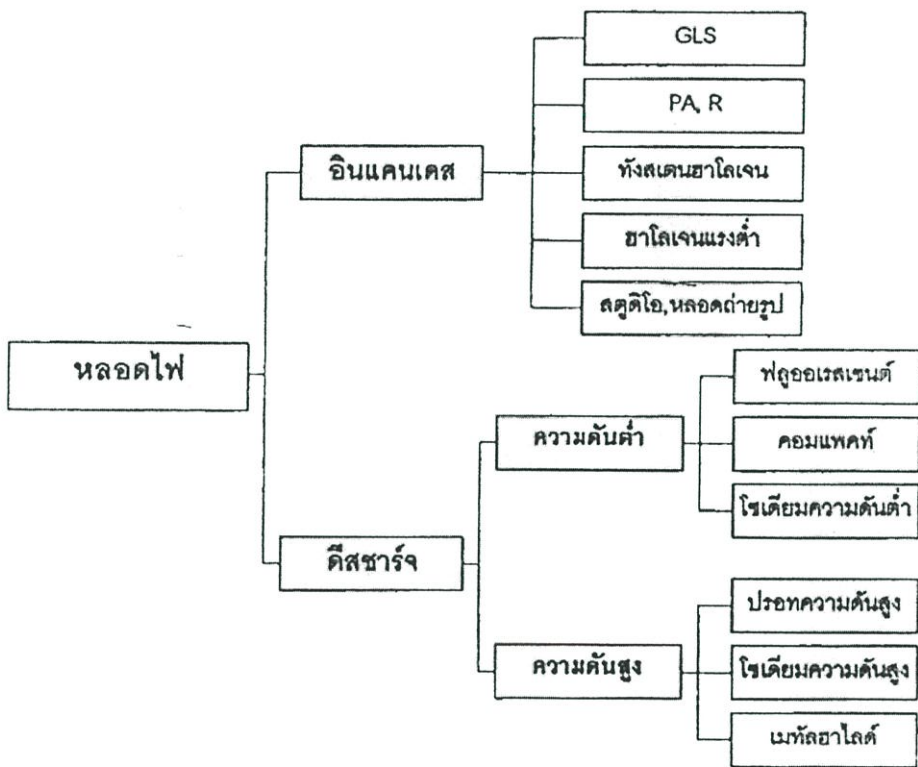 หลอดไฟ
อินแคนเดส
GLS
PA, R
ทังสเตนฮาโลเจน
ฮาโลเจนแรงต่ำ
สตูดิโอ,หลอดถ่ายรูป
ดีสชาร์จ
ความดันต่ำ
ฟลูออเรสเซนต์
คอมแพคท์
โซเดียมความดันต่ำ
ความดันสูง
ปรอทความดันสูง
โซเดียมความดันสูง
เมทัลฮาไลด์